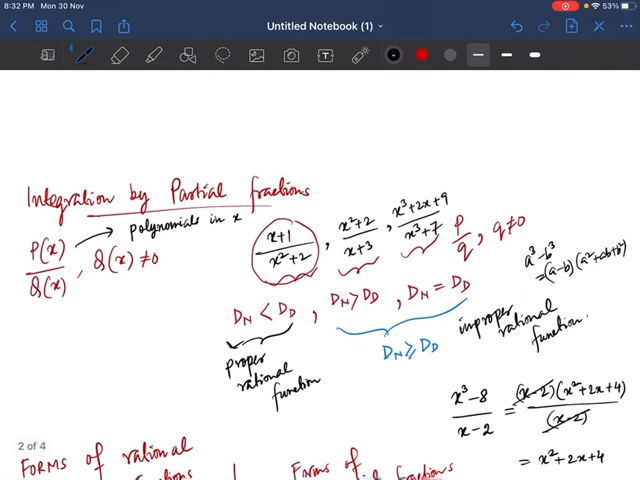 8:32 PM Mon 30 Nov
53%
Untitled Notebook (1)
Integration by Partial fractions
P(x)/Q(x), Q(x) ≠ 0
polynomials in x
x+1/x²+2, x²+2/x+3, x³+2x+9/x³+7
P/q, q≠0
a³-b³
=(a-b)(a²+ab+b²)
D_N < D_D, D_N > D_D, D_N = D_D
proper
rational
function
D_N ≥ D_D
improper
rational
function.
x³-8/x-2 = (x-2)(x²+2x+4)/(x-2)
= x²+2x+4
2 of 4
FORMS of rational
Forms of
fractions